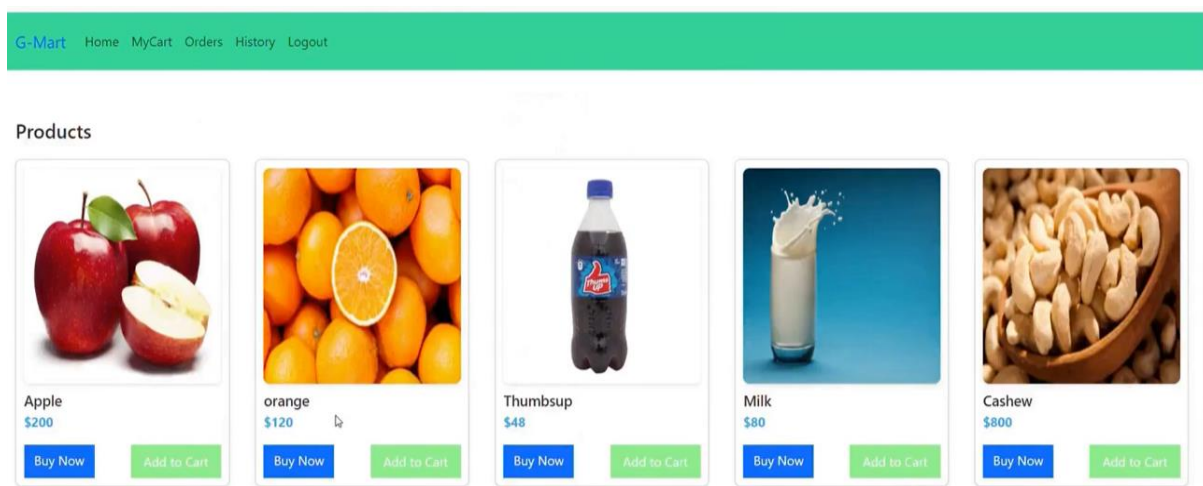 G-Mart Home MyCart Orders History Logout
Products
Thums
UP
Apple
$200
Buy Now Add to Cart
orange
$120
Buy Now Add to Cart
Thumbsup
$48
Buy Now Add to Cart
Milk
$80
Buy Now Add to Cart
Cashew
$800
Buy Now Add to Cart